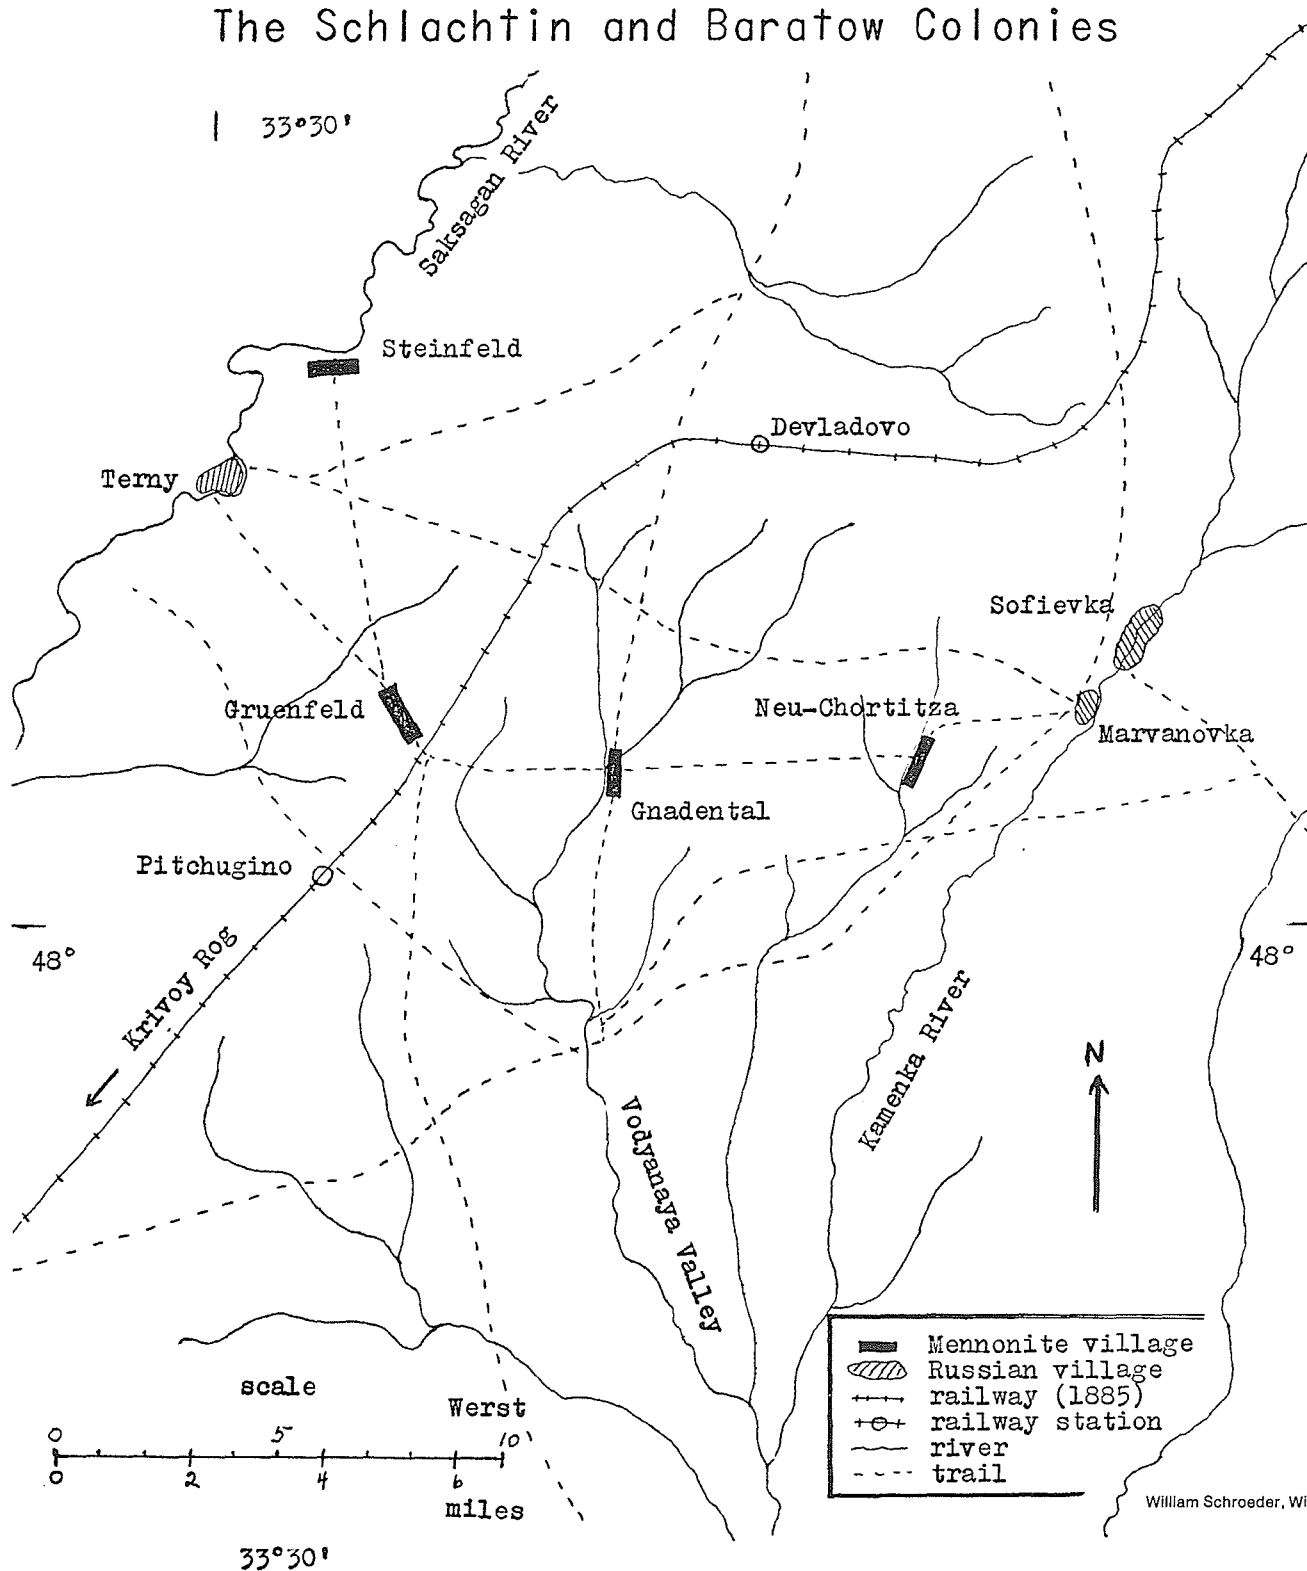 The Schlachtin and Baratow Colonies
33°30'
Saksagan River
Steinfeld
Devladovo
Terny
Sofievka
Gruenfeld
Neu-Chortitza
Marvanovka
Gnadental
Pitchugino
48°
48°
Krivoy Rog
Kamenka River
N
Vodyanaya Valley
Mennonite village
Russian village
railway (1885)
railway station
river
trail
scale
Werst
0 5 10
0 2 4 6
miles
William Schroeder, Wi
33°30'